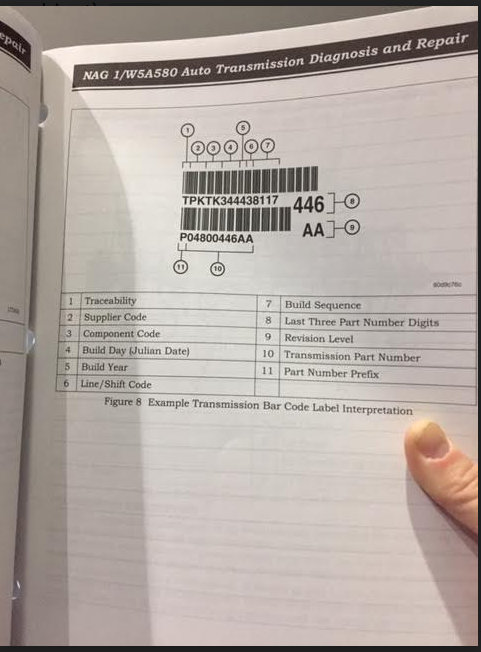 epair
NAG 1/W5A580 Auto Transmission Diagnosis and Repair
1
5
2 3 4 6 7
TPKTK344438117
446 8
AA 9
P04800446AA
11 10
80d9c76c
1 Traceability
2 Supplier Code
3 Component Code
4 Build Day (Julian Date)
5 Build Year
6 Line/Shift Code
7 Build Sequence
8 Last Three Part Number Digits
9 Revision Level
10 Transmission Part Number
11 Part Number Prefix
Figure 8 Example Transmission Bar Code Label Interpretation